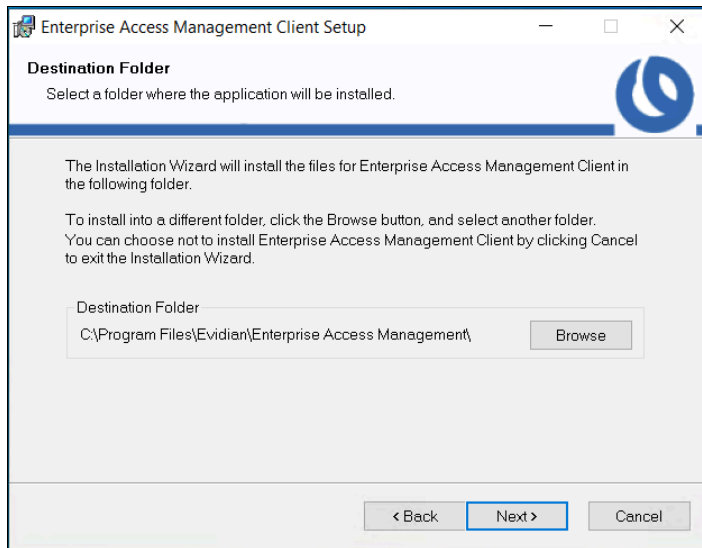 Enterprise Access Management Client Setup
Destination Folder
Select a folder where the application will be installed.
The Installation Wizard will install the files for Enterprise Access Management Client in
the following folder.
To install into a different folder, click the Browse button, and select another folder.
You can choose not to install Enterprise Access Management Client by clicking Cancel
to exit the Installation Wizard.
Destination Folder
C:\Program Files\Evidian\Enterprise Access Management\
Browse
< Back
Next >
Cancel